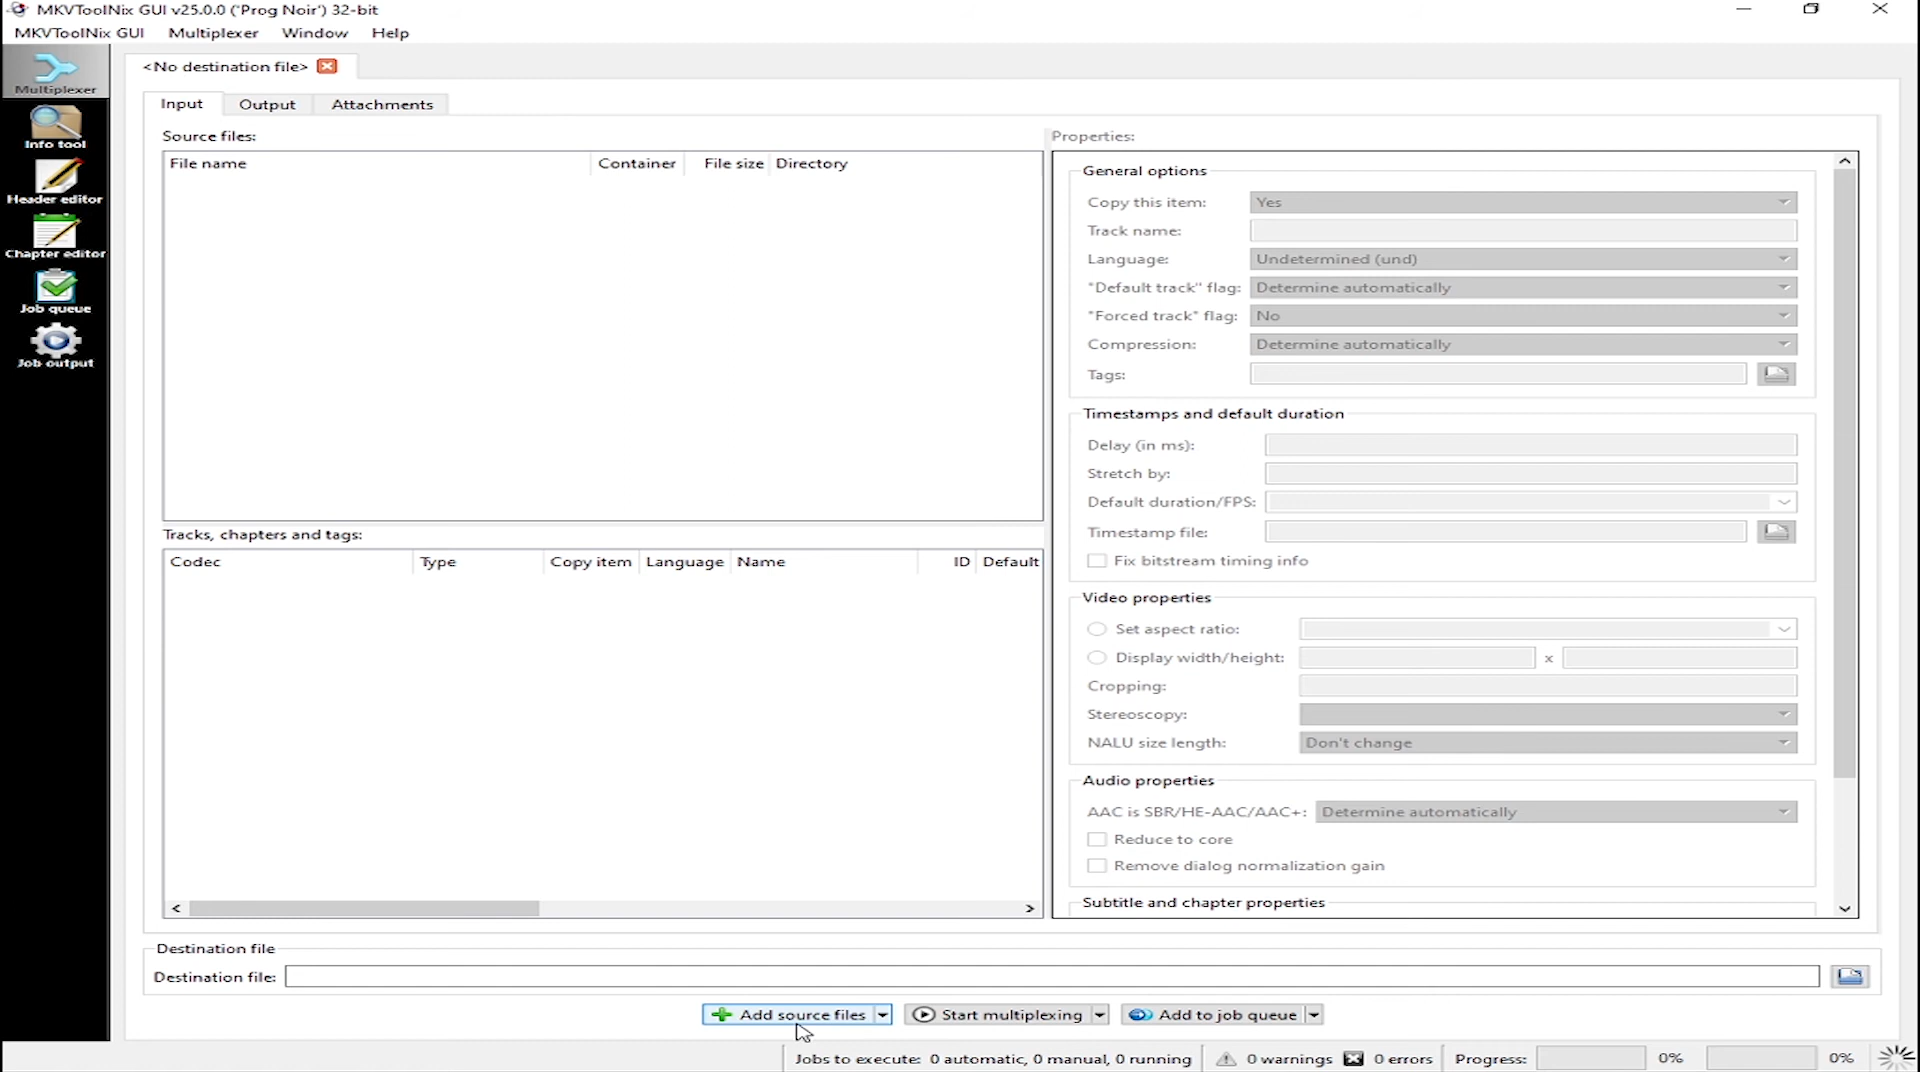 MKVToolNix GUI v25.0.0 ('Prog Noir') 32-bit
MKVToolNix GUI Multiplexer Window Help
<No destination file>
Multiplexer
Info tool
Header editor
Chapter editor
Job queue
Job output
Input Output Attachments
Source files:
File name Container File size Directory
Tracks, chapters and tags:
Codec Type Copy item Language Name ID Default
Properties:
General options
Copy this item: Yes
Track name:
Language: Undetermined (und)
"Default track" flag: Determine automatically
"Forced track" flag: No
Compression: Determine automatically
Tags:
Timestamps and default duration
Delay (in ms):
Stretch by:
Default duration/FPS:
Timestamp file:
Fix bitstream timing info
Video properties
Set aspect ratio:
Display width/height: x
Cropping:
Stereoscopy:
NALU size length: Don't change
Audio properties
AAC is SBR/HE-AAC/AAC+: Determine automatically
Reduce to core
Remove dialog normalization gain
Subtitle and chapter properties
Destination file
Destination file:
Add source files Start multiplexing Add to job queue
Jobs to execute: 0 automatic, 0 manual, 0 running 0 warnings 0 errors Progress: 0% 0%